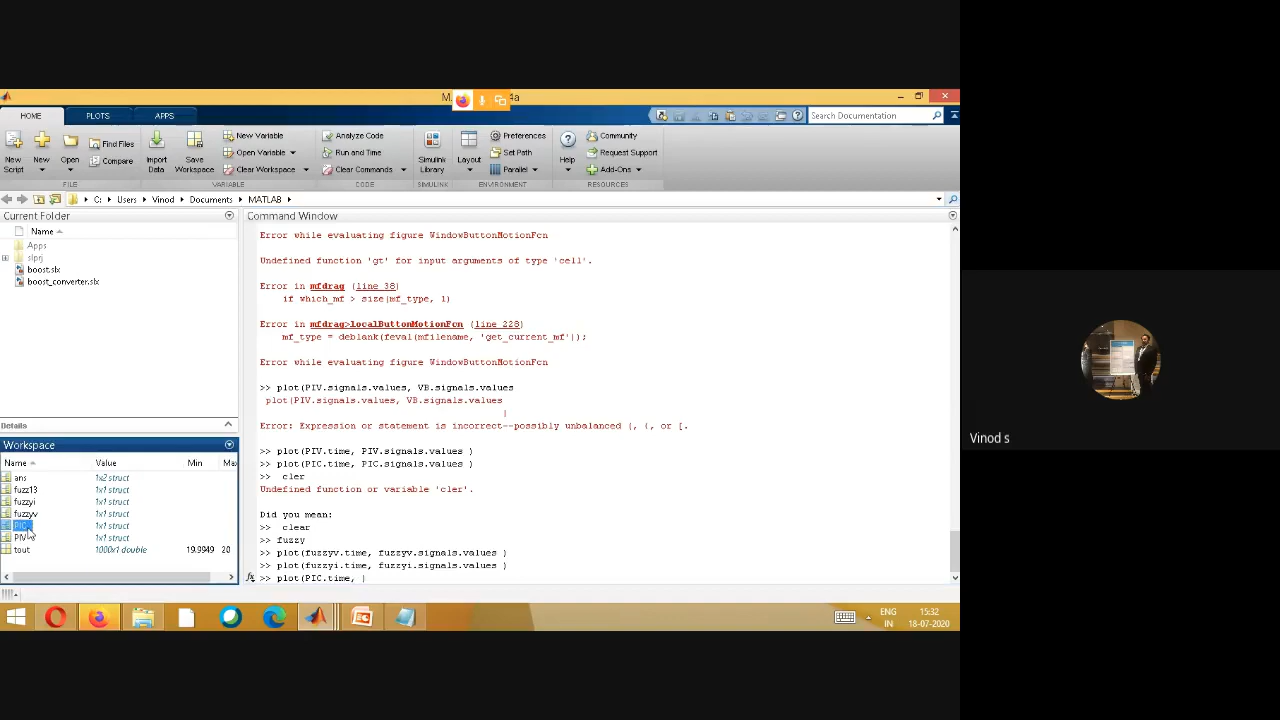 M. 4a
HOME PLOTS APPS
Search Documentation
New Script
New
Open
Find Files
Compare
Import Data
Save Workspace
New Variable
Open Variable
Clear Workspace
Analyze Code
Run and Time
Clear Commands
Simulink Library
Layout
Preferences
Set Path
Parallel
Help
Community
Request Support
Add-Ons
FILE VARIABLE CODE SIMULINK ENVIRONMENT RESOURCES
C: Users Vinod Documents MATLAB
Current Folder
Name
Apps
slprj
boost.slx
boost_converter.slx
Details
Workspace
Name Value Min Max
ans 1x2 struct
fuzz13 1x1 struct
fuzzyi 1x1 struct
fuzzyv 1x1 struct
PIC 1x1 struct
PIV 1x1 struct
tout 1000x1 double 19.9949 20
Command Window
Error while evaluating figure WindowButtonMotionFcn
Undefined function 'gt' for input arguments of type 'cell'.
Error in mfdrag (line 38)
if which_mf > size(mf_type, 1)
Error in mfdrag>localButtonMotionFcn (line 228)
mf_type = deblank(feval(mfilename, 'get_current_mf'));
Error while evaluating figure WindowButtonMotionFcn
>> plot(PIV.signals.values, VB.signals.values
plot(PIV.signals.values, VB.signals.values
|
Error: Expression or statement is incorrect--possibly unbalanced (, {, or [.
>> plot(PIV.time, PIV.signals.values )
>> plot(PIC.time, PIC.signals.values )
>> cler
Undefined function or variable 'cler'.
Did you mean:
>> clear
>> fuzzy
>> plot(fuzzyv.time, fuzzyv.signals.values )
>> plot(fuzzyi.time, fuzzyi.signals.values )
fx >> plot(PIC.time,
ENG
IN
15:32
18-07-2020
Vinod s